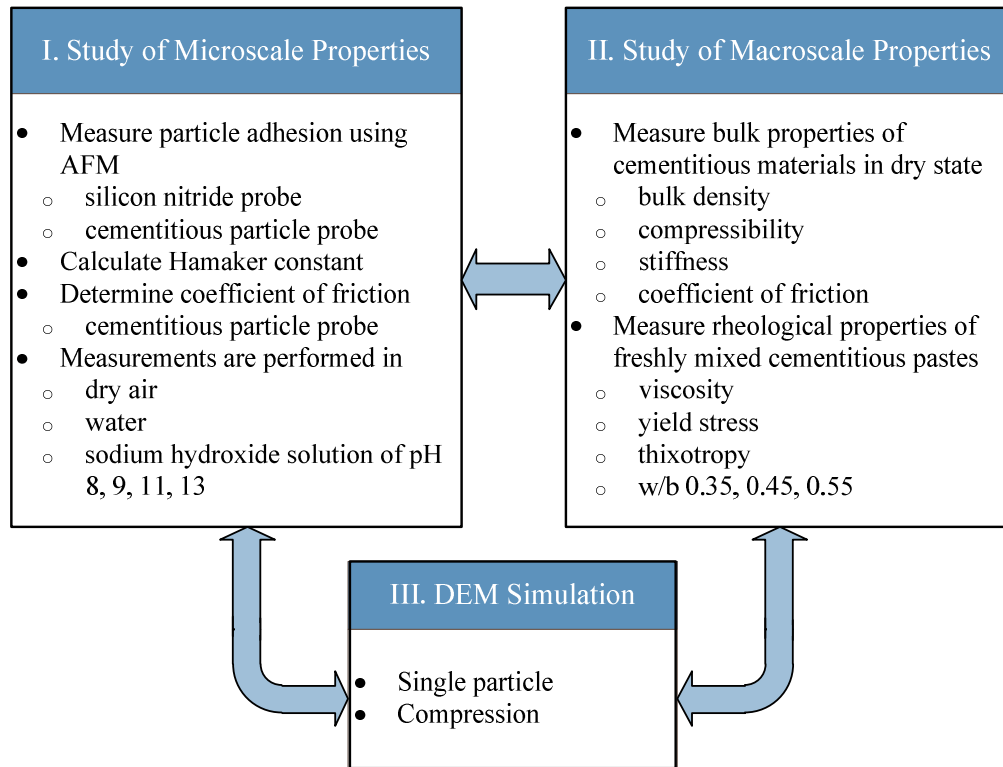 I. Study of Microscale Properties
• Measure particle adhesion using
AFM
○ silicon nitride probe
○ cementitious particle probe
• Calculate Hamaker constant
• Determine coefficient of friction
○ cementitious particle probe
• Measurements are performed in
○ dry air
○ water
○ sodium hydroxide solution of pH
8, 9, 11, 13
II. Study of Macroscale Properties
• Measure bulk properties of
cementitious materials in dry state
○ bulk density
○ compressibility
○ stiffness
○ coefficient of friction
• Measure rheological properties of
freshly mixed cementitious pastes
○ viscosity
○ yield stress
○ thixotropy
○ w/b 0.35, 0.45, 0.55
III. DEM Simulation
• Single particle
• Compression